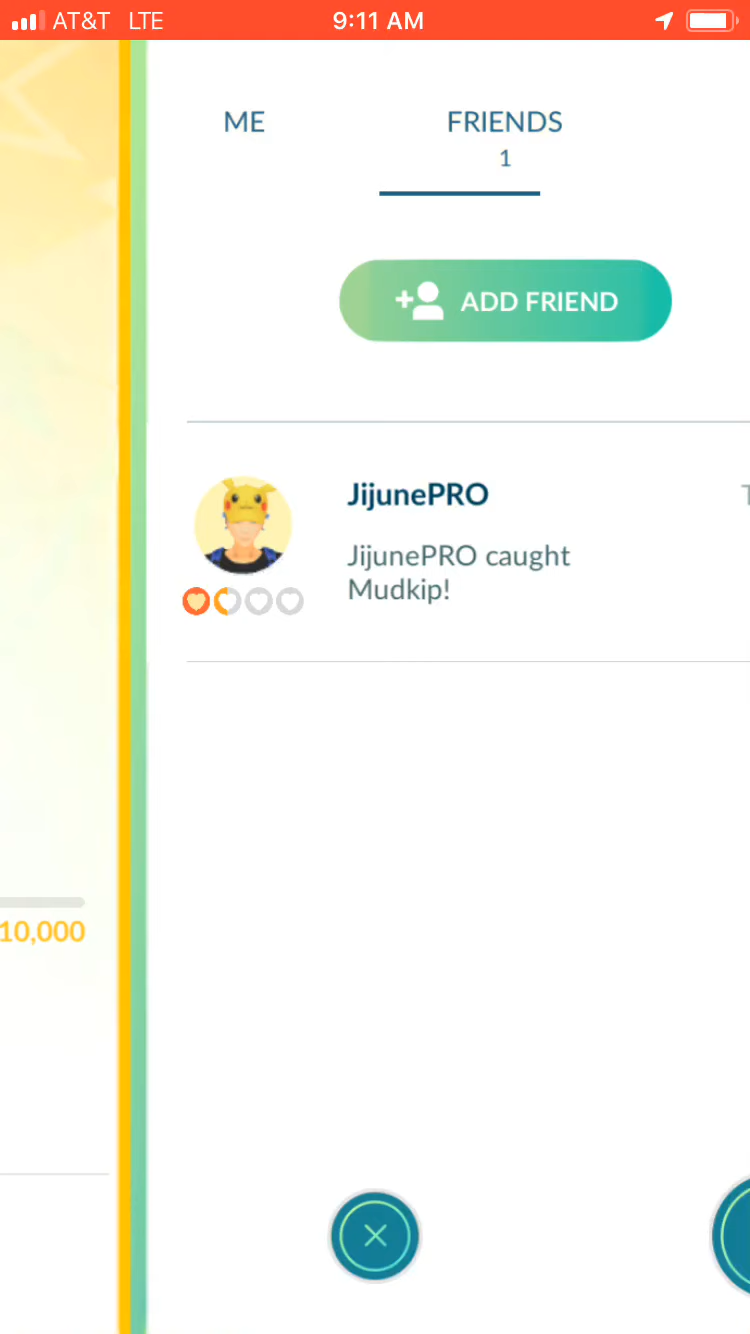 AT&T LTE 9:11 AM
ME FRIENDS
1
ADD FRIEND
JijunePRO
JijunePRO caught
Mudkip!
10,000